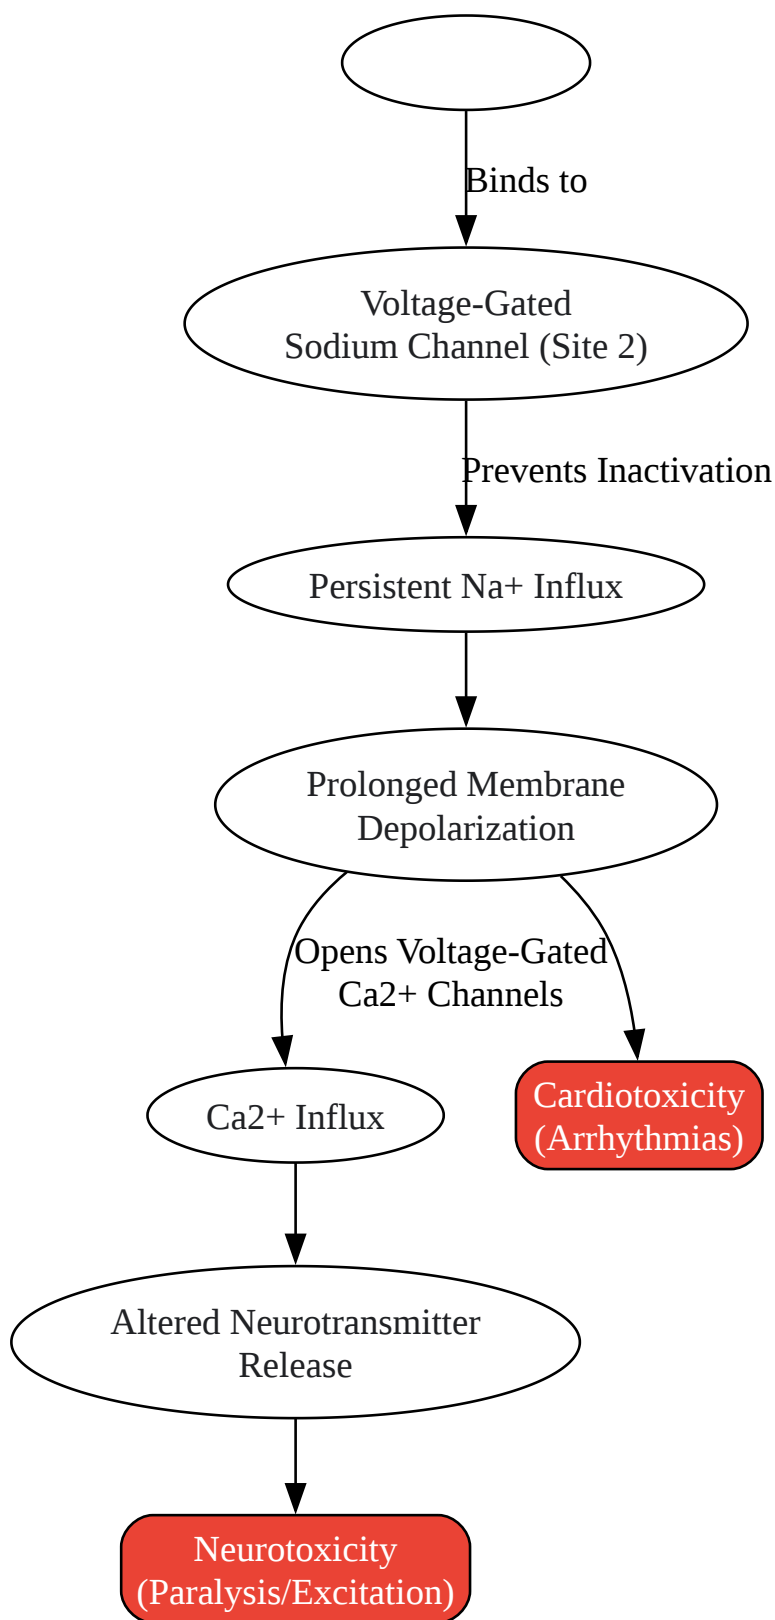 Binds to
Voltage-Gated
Sodium Channel (Site 2)
Prevents Inactivation
Persistent Na+ Influx
Prolonged Membrane
Depolarization
Opens Voltage-Gated
Ca2+ Channels
Cardiotoxicity
(Arrhythmias)
Ca2+ Influx
Altered Neurotransmitter
Release
Neurotoxicity
(Paralysis/Excitation)